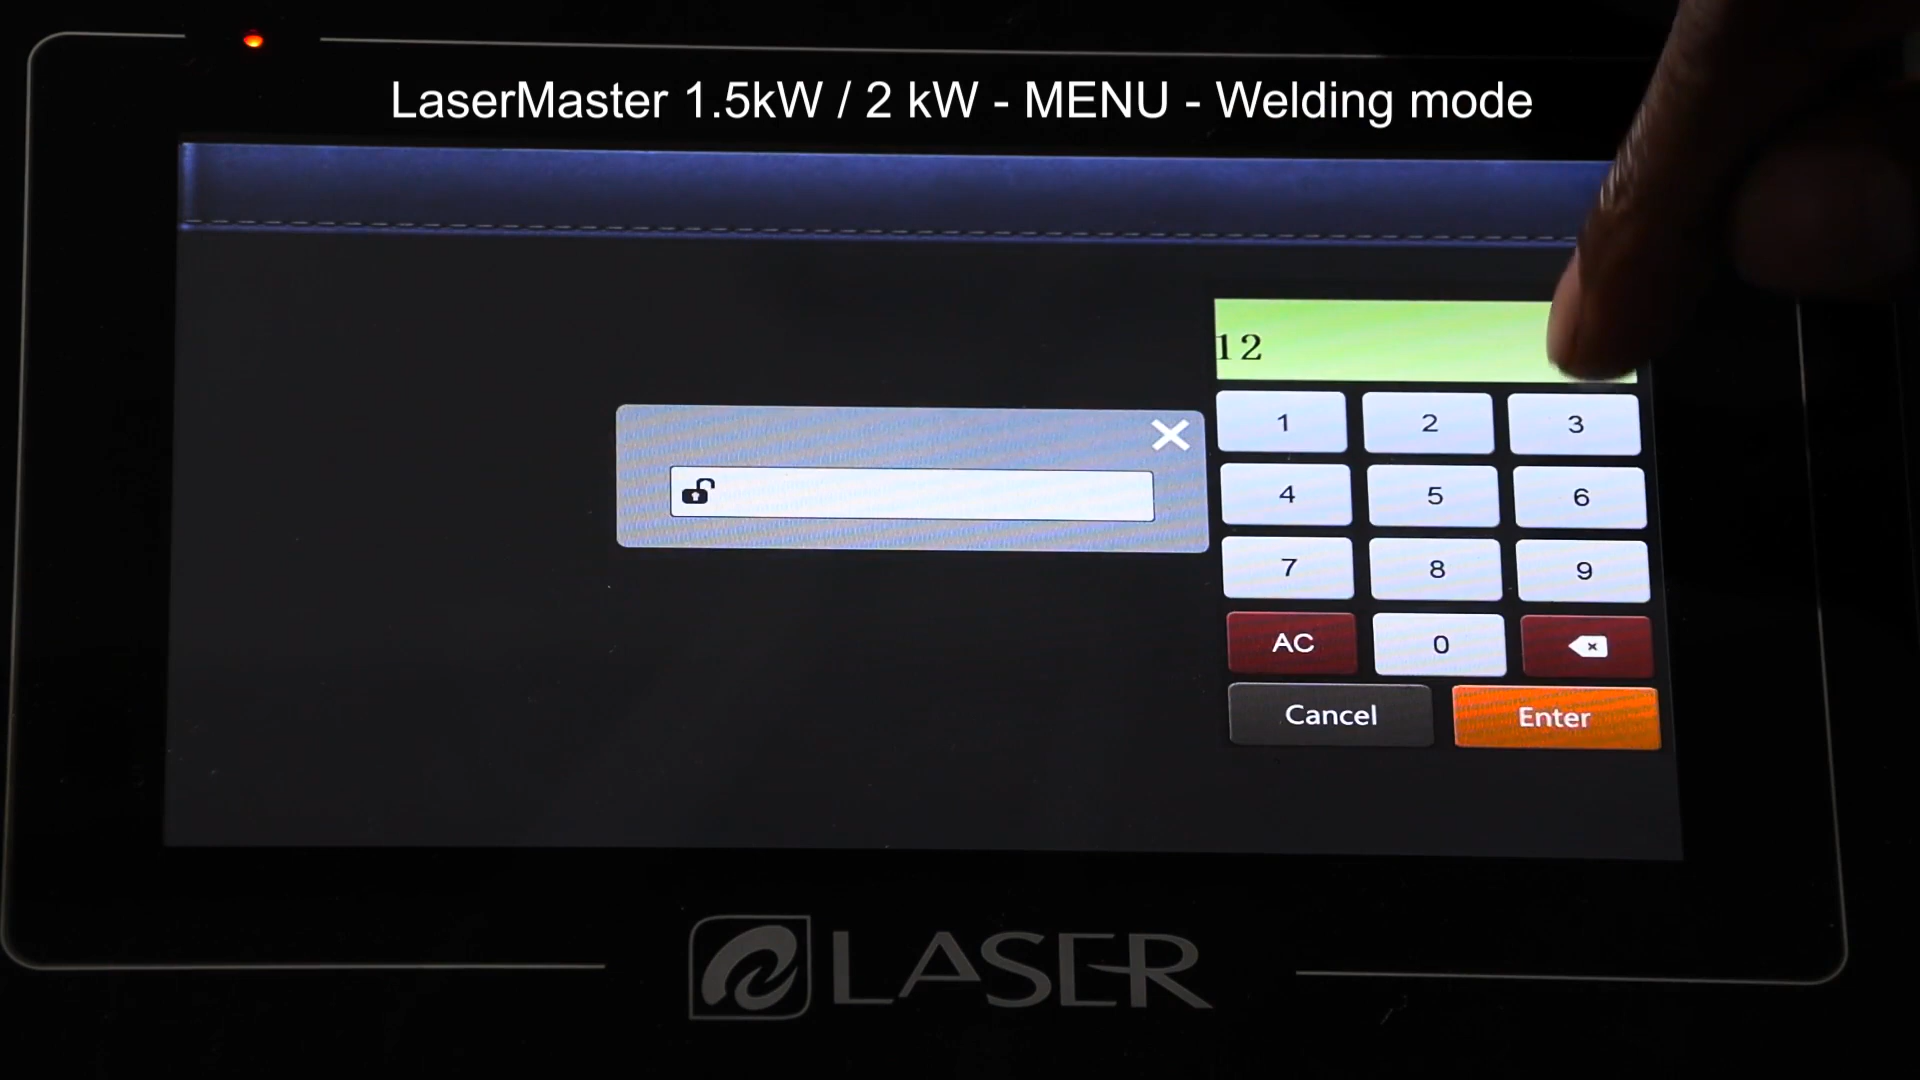 LaserMaster 1.5kW / 2 kW - MENU - Welding mode
12
1 2 3
4 5 6
7 8 9
AC 0
Cancel Enter
LASER